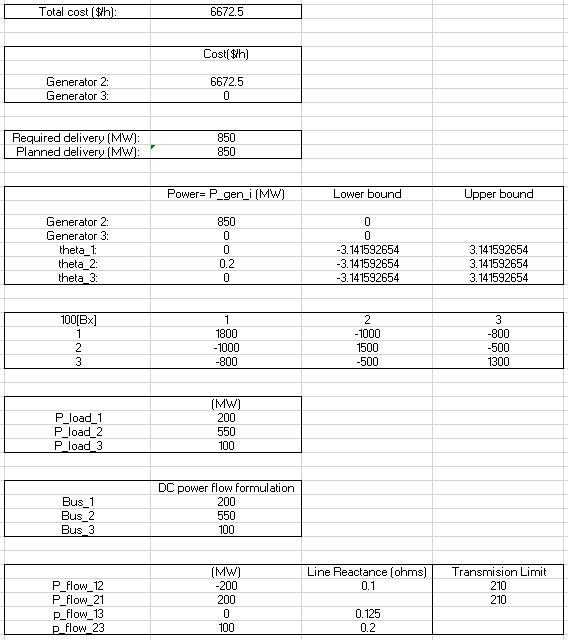 Total cost ($/h): 6672.5
Cost($/h)
Generator 2: 6672.5
Generator 3: 0
Required delivery (MW): 850
Planned delivery (MW): 850
Power= P_gen_i (MW) Lower bound Upper bound
Generator 2: 850 0
Generator 3: 0 0
theta_1: 0 -3.141592654 3.141592654
theta_2: 0.2 -3.141592654 3.141592654
theta_3: 0 -3.141592654 3.141592654
100[Bx] 1 2 3
1 1800 -1000 -800
2 -1000 1500 -500
3 -800 -500 1300
(MW)
P_load_1 200
P_load_2 550
P_load_3 100
DC power flow formulation
Bus_1 200
Bus_2 550
Bus_3 100
(MW) Line Reactance (ohms) Transmision Limit
P_flow_12 -200 0.1 210
P_flow_21 200 210
p_flow_13 0 0.125
p_flow_23 100 0.2